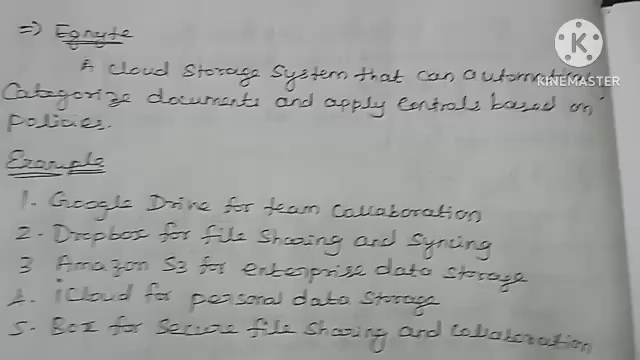 => Egnyte
A cloud storage system that can automatical
Categorize documents and apply controls based on
policies.
Example
1. Google Drive for team collaboration
2. Dropbox for file sharing and syncing
3 Amazon S3 for enterprise data storage
4. iCloud for personal data storage
5. Box for secure file sharing and collaboration
KINEMASTER